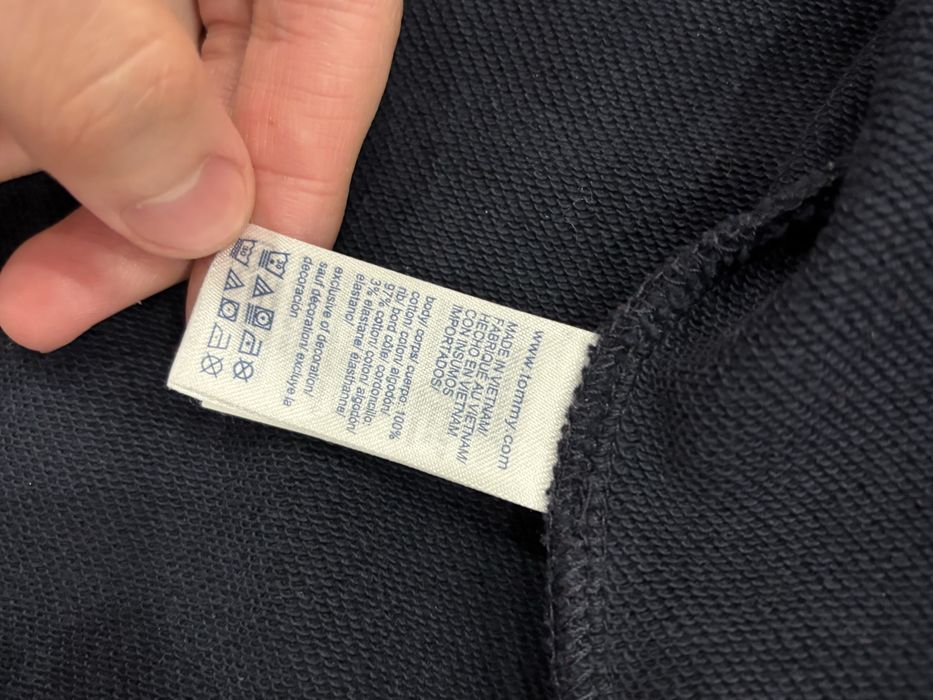 www.tommy.com
MADE IN VIETNAM/
FABRIQUÉ AU VIETNAM/
HECHO EN VIETNAM
CON INSUNOS
IMPORTADOS/
body/ corps/ cuerpo: 100%
cotton/ coton/ algodón/
rib/ bord côte/ cordoncillo:
97% cotton/ coton/ algodón/
3% elastane/ élasthanne/
elastano/
exclusive of decoration/
sauf décoration/ excluye la
decoración